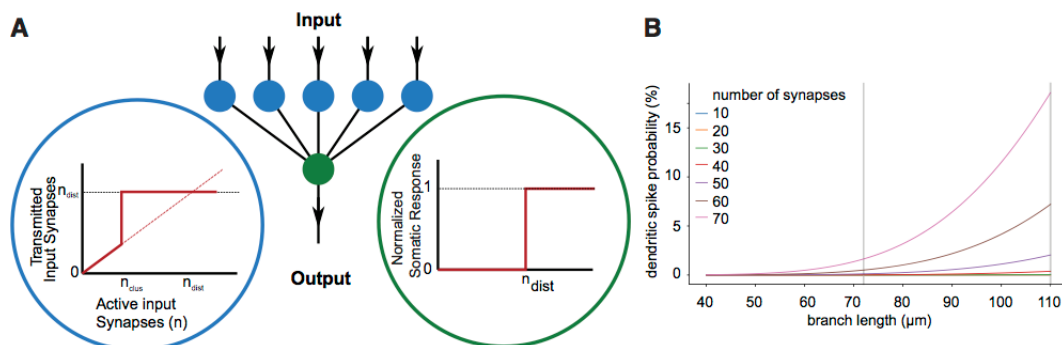 A
Input
Transmitted
Input Synapses
n_dist
0
n_clus
n_dist
Active input
Synapses (n)
Output
Normalized
Somatic Response
1
0
n_dist
B
dendritic spike probability (%)
15
10
5
0
number of synapses
10
20
30
40
50
60
70
40
50
60
70
80
90
100
110
branch length (μm)